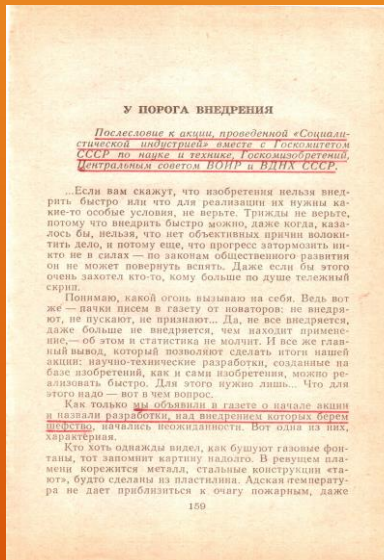 У ПОРОГА ВНЕДРЕНИЯ
Послесловие к акции, проведенной «Социали-
стической индустрией» вместе с Госкомитетом
СССР по науке и технике, Госкомизобретений,
Центральным советом ВОИР и ВДНХ СССР.
...Если вам скажут, что изобретения нельзя внед-
рить быстро или что для реализации их нужны ка-
кие-то особые условия, не верьте. Трижды не верьте,
потому что внедрить быстро можно, даже когда, каза-
лось бы, нельзя, что нет объективных причин волоки-
тить дело, и потому еще, что прогресс затормозить ни-
кто не в силах — по законам общественного развития
он не может повернуть вспять. Даже если бы этого
очень захотел кто-то, кому больше по душе тележный
скрип.
Понимаю, какой огонь вызываю на себя. Ведь вот
же — пачки писем в газету от новаторов: не внедря-
ют, не пускают, не признают... Да, не все внедряется,
даже больше не внедряется, чем находит примене-
ние,— об этом и статистика не молчит. И все же глав-
ный вывод, который позволяют сделать итоги нашей
акции: научно-технические разработки, созданные на
базе изобретений, как и сами изобретения, можно ре-
ализовать быстро. Для этого нужно лишь... Что для
этого надо — вот в чем вопрос.
Как только мы объявили в газете о начале акции
и назвали разработки, над внедрением которых берем
шефство, начались неожиданности. Вот одна из них,
характерная.
Кто хоть однажды видел, как бушуют газовые фон-
таны, тот запомнит картину надолго. В ревущем пла-
мени корежится металл, стальные конструкции «та-
ют», будто сделаны из пластилина. Адская температу-
ра не дает приблизиться к очагу пожарным, даже
159